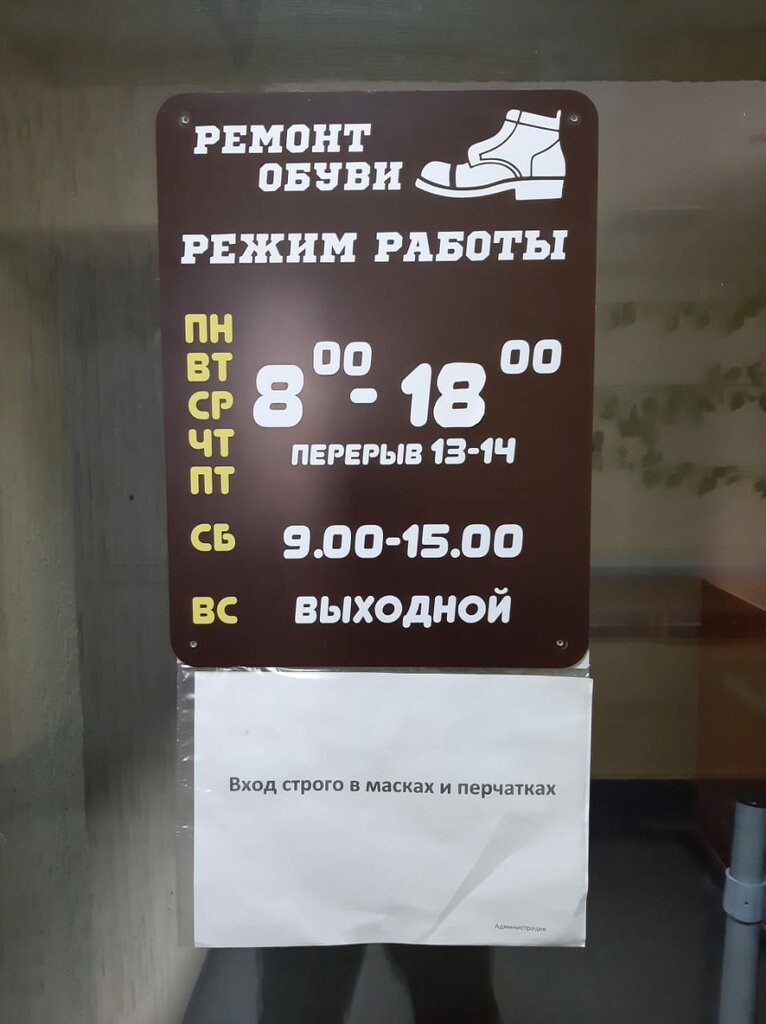 РЕМОНТ
ОБУВИ
РЕЖИМ РАБОТЫ
ПН
ВТ
СР
ЧТ
ПТ
8 00 - 18 00
ПЕРЕРЫВ 13-14
СБ 9.00-15.00
ВС ВЫХОДНОЙ
Вход строго в масках и перчатках
Администрация